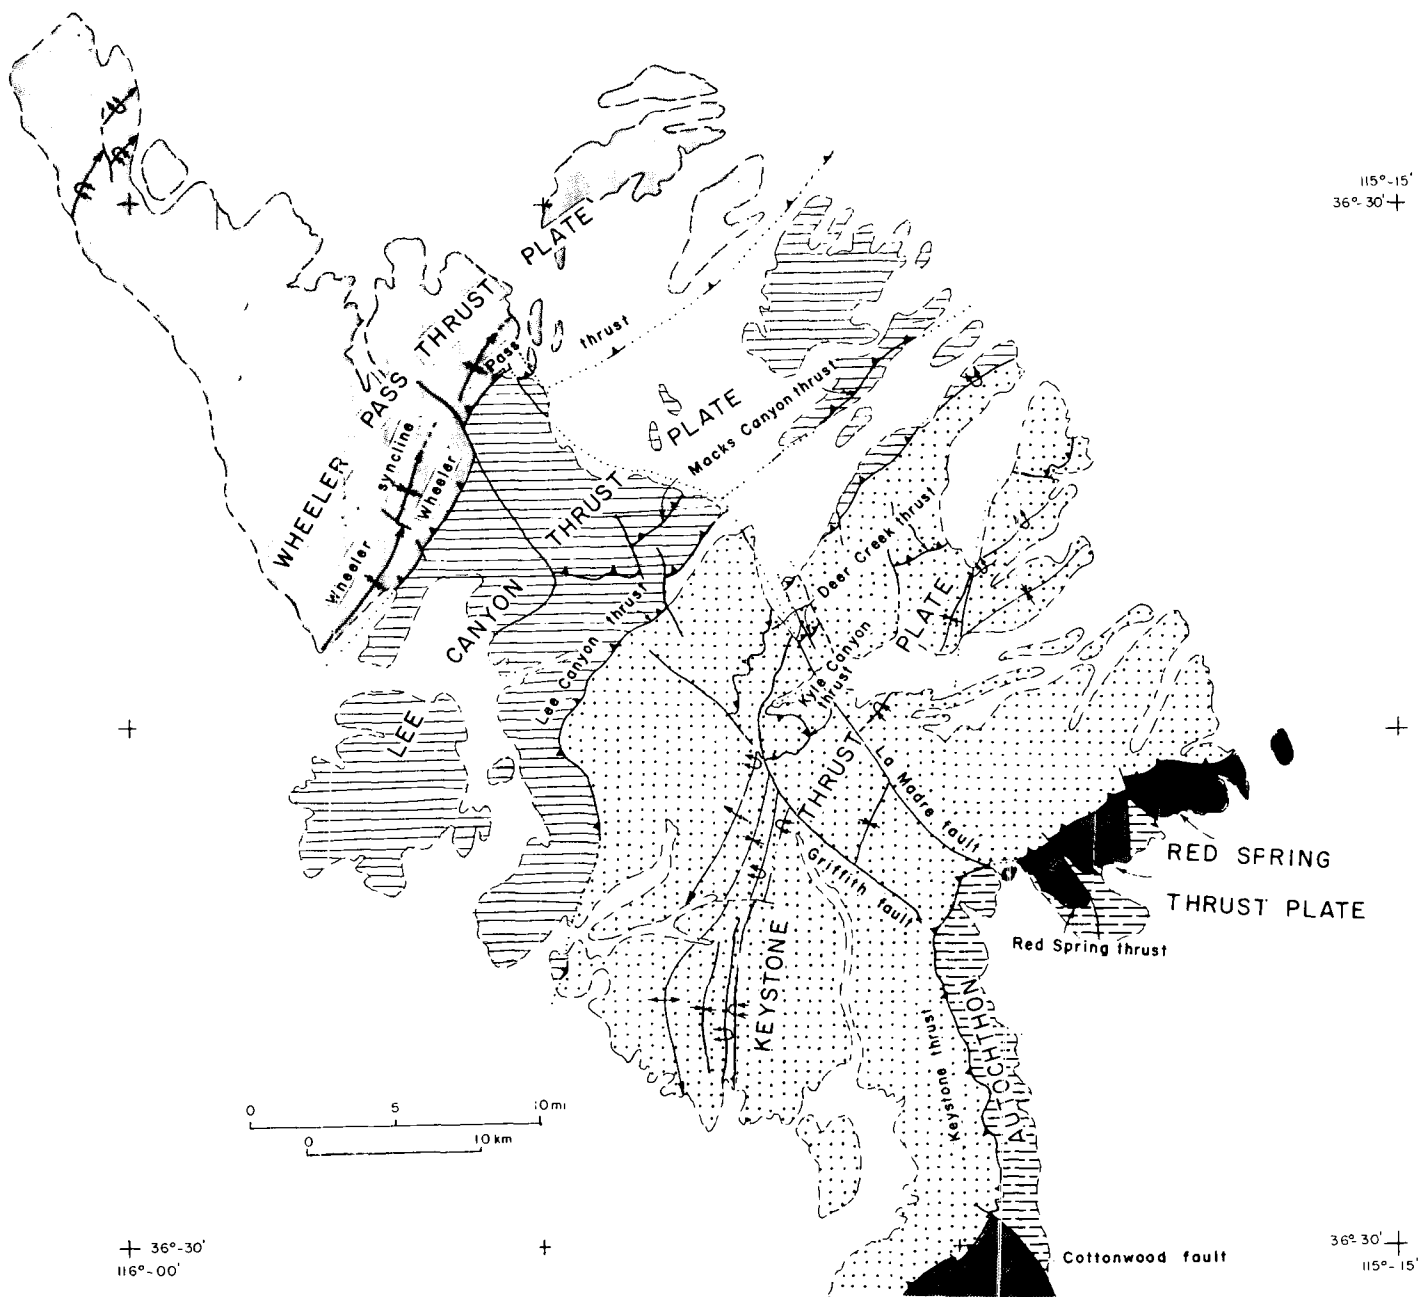 115°-15'
36°-30'
WHEELER PASS THRUST PLATE
Wheeler
syncline
Wheeler
Pass
thrust
LEE CANYON THRUST PLATE
Macks Canyon thrust
Lee Canyon thrust
Deer Creek thrust
Kyle Canyon
thrust
KEYSTONE THRUST PLATE
La Madre fault
Griffith fault
RED SPRING
THRUST PLATE
Red Spring thrust
Keystone thrust
AUTOCHTHON
0 5 10 mi
0 10 km
36°-30'
116°-00'
Cottonwood fault
36°-30'
115°-15'